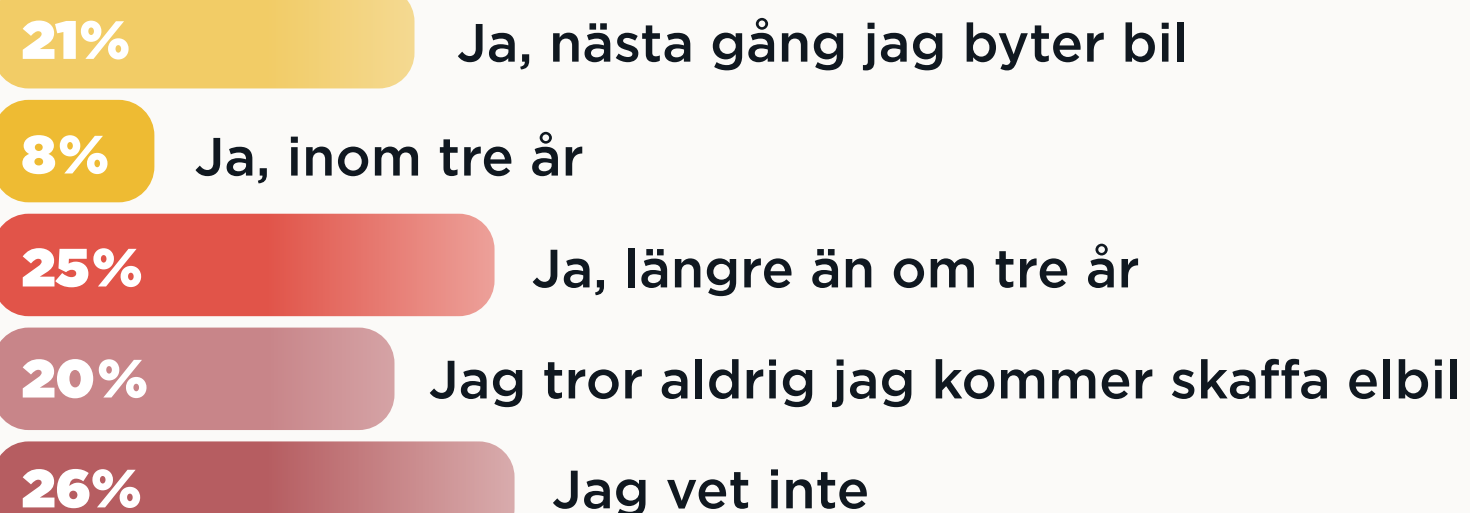 21% Ja, nästa gång jag byter bil
8% Ja, inom tre år
25% Ja, längre än om tre år
20% Jag tror aldrig jag kommer skaffa elbil
26% Jag vet inte